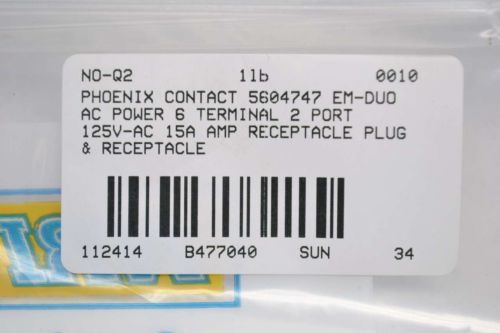 NO-Q2 1lb 0010
PHOENIX CONTACT 5604747 EM-DUO
AC POWER 6 TERMINAL 2 PORT
125V-AC 15A AMP RECEPTACLE PLUG
& RECEPTACLE
112414 B477040 SUN 34